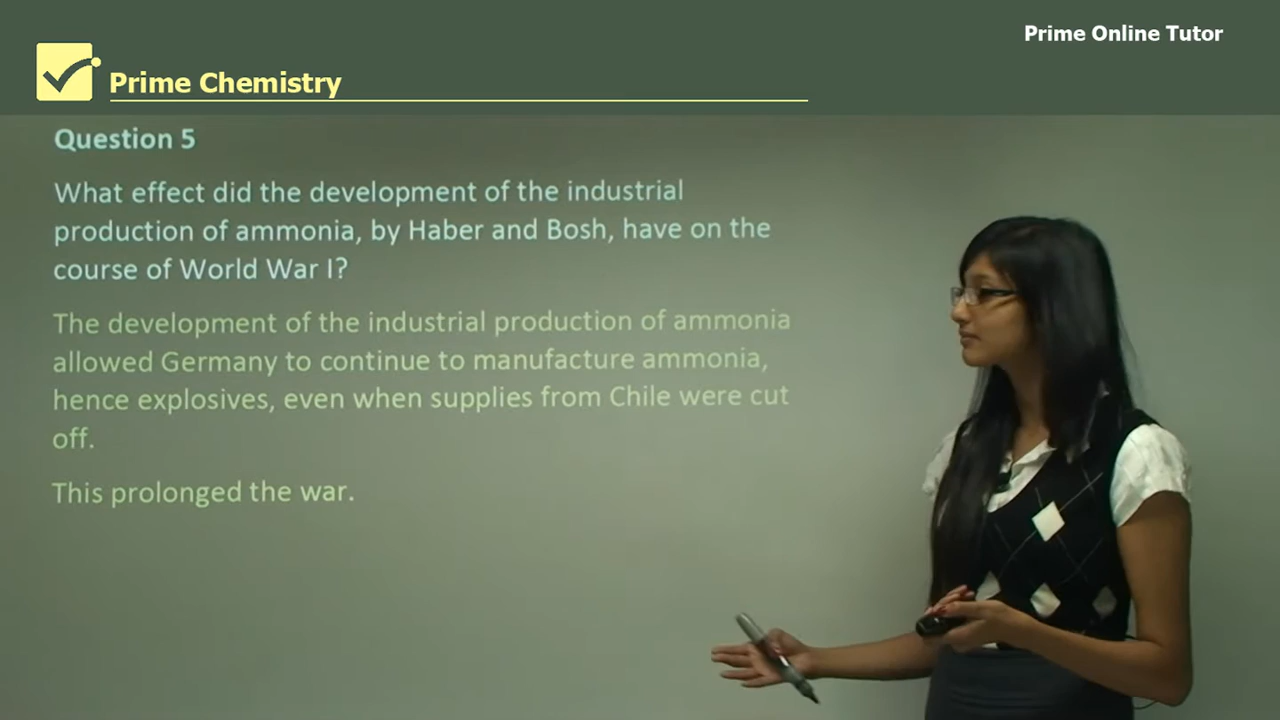 Prime Online Tutor
Prime Chemistry
Question 5
What effect did the development of the industrial
production of ammonia, by Haber and Bosh, have on the
course of World War I?
The development of the industrial production of ammonia
allowed Germany to continue to manufacture ammonia,
hence explosives, even when supplies from Chile were cut
off.
This prolonged the war.